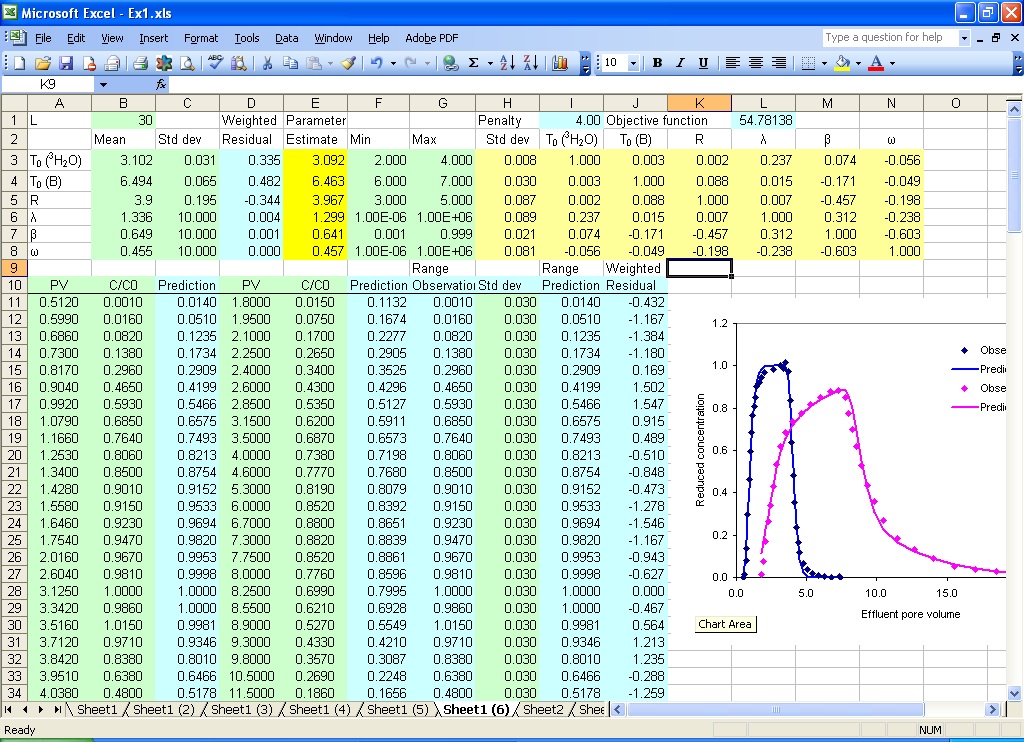 Microsoft Excel - Ex1.xls
File Edit View Insert Format Tools Data Window Help Adobe PDF Type a question for help
10 B I U
K9 fx
A B C D E F G H I J K L M N O
1 L 30 Weighted Parameter Penalty 4.00 Objective function 54.78138
2 Mean Std dev Residual Estimate Min Max Std dev T₀ (³H₂O) T₀ (B) R λ β ω
3 T₀ (³H₂O) 3.102 0.031 0.335 3.092 2.000 4.000 0.008 1.000 0.003 0.002 0.237 0.074 -0.056
4 T₀ (B) 6.494 0.065 0.482 6.463 6.000 7.000 0.030 0.003 1.000 0.088 0.015 -0.171 -0.049
5 R 3.9 0.195 -0.344 3.967 3.000 5.000 0.087 0.002 0.088 1.000 0.007 -0.457 -0.198
6 λ 1.336 10.000 0.004 1.299 1.00E-06 1.00E+06 0.089 0.237 0.015 0.007 1.000 0.312 -0.238
7 β 0.649 10.000 0.001 0.641 0.001 0.999 0.021 0.074 -0.171 -0.457 0.312 1.000 -0.603
8 ω 0.455 10.000 0.000 0.457 1.00E-06 1.00E+06 0.081 -0.056 -0.049 -0.198 -0.238 -0.603 1.000
9 Range Range Weighted
10 PV C/C0 Prediction PV C/C0 Prediction Observatio Std dev Prediction Residual
11 0.5120 0.0010 0.0140 1.8000 0.0150 0.1132 0.0010 0.030 0.0140 -0.432
12 0.5990 0.0160 0.0510 1.9500 0.0750 0.1674 0.0160 0.030 0.0510 -1.167
13 0.6860 0.0820 0.1235 2.1000 0.1700 0.2277 0.0820 0.030 0.1235 -1.384
14 0.7300 0.1380 0.1734 2.2500 0.2650 0.2905 0.1380 0.030 0.1734 -1.180
15 0.8170 0.2960 0.2909 2.4000 0.3400 0.3525 0.2960 0.030 0.2909 0.169
16 0.9040 0.4650 0.4199 2.6000 0.4300 0.4296 0.4650 0.030 0.4199 1.502
17 0.9920 0.5930 0.5466 2.8500 0.5350 0.5127 0.5930 0.030 0.5466 1.547
18 1.0790 0.6850 0.6575 3.1500 0.6200 0.5911 0.6850 0.030 0.6575 0.915
19 1.1660 0.7640 0.7493 3.5000 0.6870 0.6573 0.7640 0.030 0.7493 0.489
20 1.2530 0.8060 0.8213 4.0000 0.7380 0.7198 0.8060 0.030 0.8213 -0.510
21 1.3400 0.8500 0.8754 4.6000 0.7770 0.7680 0.8500 0.030 0.8754 -0.848
22 1.4280 0.9010 0.9152 5.3000 0.8190 0.8079 0.9010 0.030 0.9152 -0.473
23 1.5580 0.9150 0.9533 6.0000 0.8520 0.8392 0.9150 0.030 0.9533 -1.278
24 1.6460 0.9230 0.9694 6.7000 0.8800 0.8651 0.9230 0.030 0.9694 -1.546
25 1.7540 0.9470 0.9820 7.3000 0.8820 0.8839 0.9470 0.030 0.9820 -1.167
26 2.0160 0.9670 0.9953 7.7500 0.8520 0.8861 0.9670 0.030 0.9953 -0.943
27 2.6040 0.9810 0.9998 8.0000 0.7760 0.8596 0.9810 0.030 0.9998 -0.627
28 3.1250 1.0000 1.0000 8.2500 0.6990 0.7995 1.0000 0.030 1.0000 0.000
29 3.3420 0.9860 1.0000 8.5500 0.6210 0.6928 0.9860 0.030 1.0000 -0.467
30 3.5160 1.0150 0.9981 8.9000 0.5270 0.5549 1.0150 0.030 0.9981 0.564
31 3.7120 0.9710 0.9346 9.3000 0.4330 0.4210 0.9710 0.030 0.9346 1.213
32 3.8420 0.8380 0.8010 9.8000 0.3570 0.3087 0.8380 0.030 0.8010 1.235
33 3.9510 0.6380 0.6466 10.5000 0.2690 0.2248 0.6380 0.030 0.6466 -0.288
34 4.0380 0.4800 0.5178 11.5000 0.1860 0.1656 0.4800 0.030 0.5178 -1.259
Reduced concentration
1.2
1.0
0.8
0.6
0.4
0.2
0.0
0.0 5.0 10.0 15.0
Effluent pore volume
Obse
Predi
Obse
Predi
Chart Area
Sheet1 Sheet1 (2) Sheet1 (3) Sheet1 (4) Sheet1 (5) Sheet1 (6) Sheet2 Shee
Ready NUM